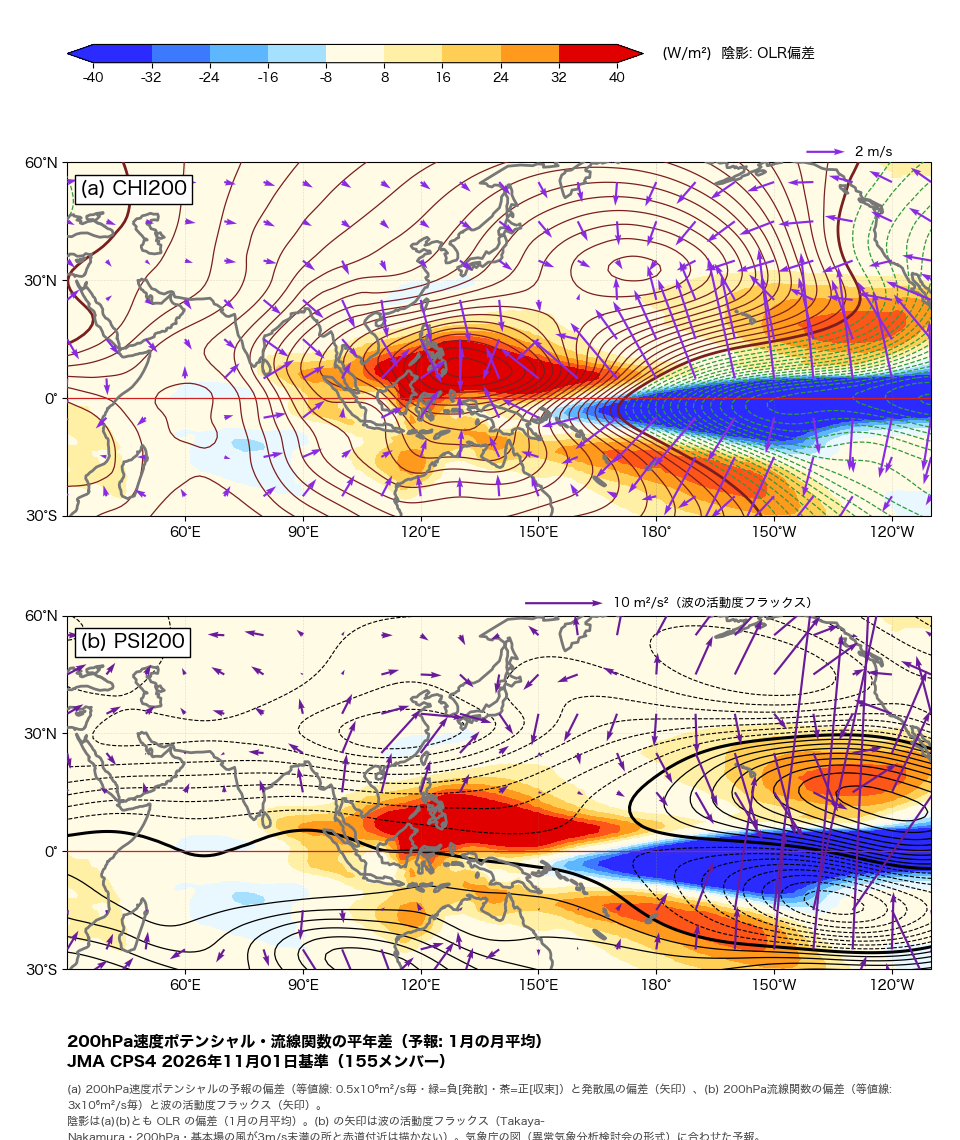 -40 -32 -24 -16 -8 8 16 24 32 40
(W/m²) 陰影: OLR偏差
2 m/s
(a) CHI200
60°N
30°N
0°
30°S
60°E 90°E 120°E 150°E 180° 150°W 120°W
10 m²/s²（波の活動度フラックス）
(b) PSI200
60°N
30°N
0°
30°S
60°E 90°E 120°E 150°E 180° 150°W 120°W
200hPa速度ポテンシャル・流線関数の平年差（予報: 1月の月平均）
JMA CPS4 2026年11月01日基準（155メンバー）
(a) 200hPa速度ポテンシャルの予報の偏差（等値線: 0.5x10⁶m²/s毎・緑=負[発散]・茶=正[収束]）と発散風の偏差（矢印）、(b) 200hPa流線関数の偏差（等値線:
3x10⁶m²/s毎）と波の活動度フラックス（矢印）。
陰影は(a)(b)とも OLR の偏差（1月の月平均）。(b) の矢印は波の活動度フラックス（Takaya-
Nakamura・200hPa・基本場の風が3m/s未満の所と赤道付近は描かない）。気象庁の図（異常気象分析検討会の形式）に合わせた予報。